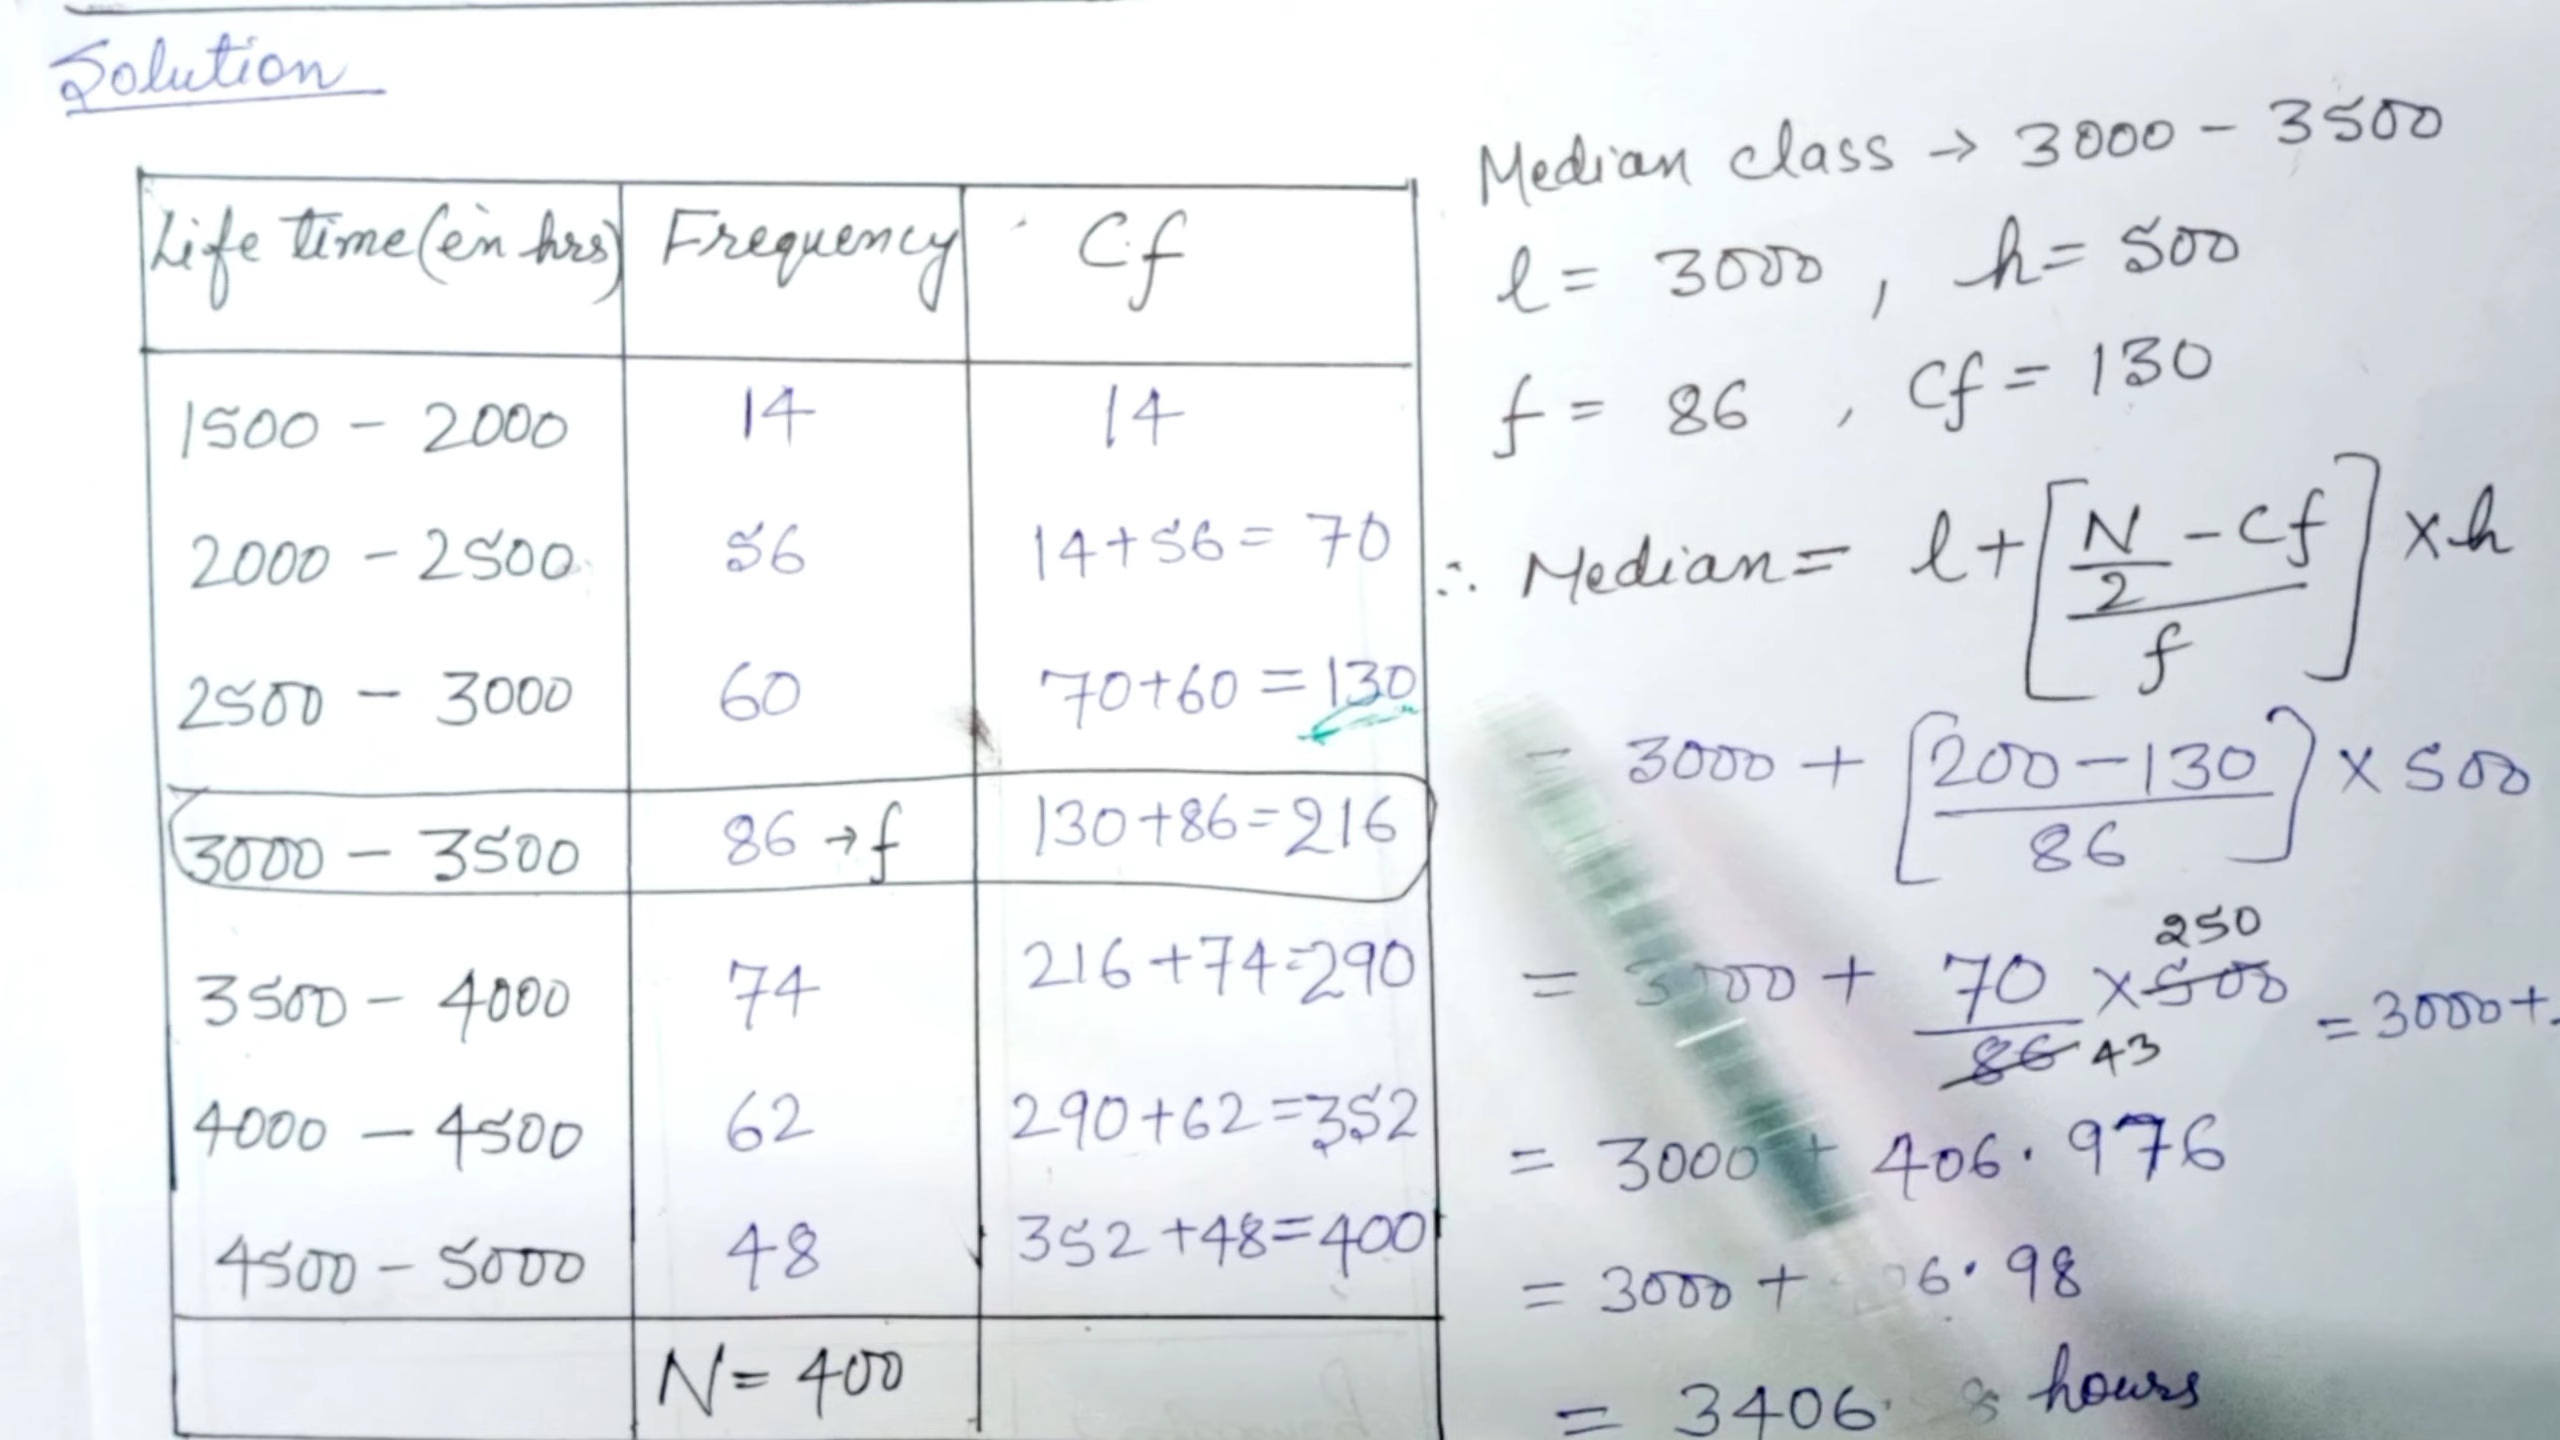 Solution
Life time (in hrs) Frequency Cf
1500 - 2000 14 14
2000 - 2500 56 14+56= 70
2500 - 3000 60 70+60 = 130
3000 - 3500 86 → f 130+86=216
3500 - 4000 74 216+74=290
4000 - 4500 62 290+62=352
4500 - 5000 48 352+48=400
N= 400
Median class → 3000 - 3500
l = 3000 , h= 500
f = 86 , Cf = 130
∴ Median = l+[N/2 - Cf / f] × h
= 3000 + [200-130 / 86] × 500
= 3000 + 70/86 43 ×500 250 = 3000+
= 3000 + 406.976
= 3000 + 6.98
= 3406. 8 hours